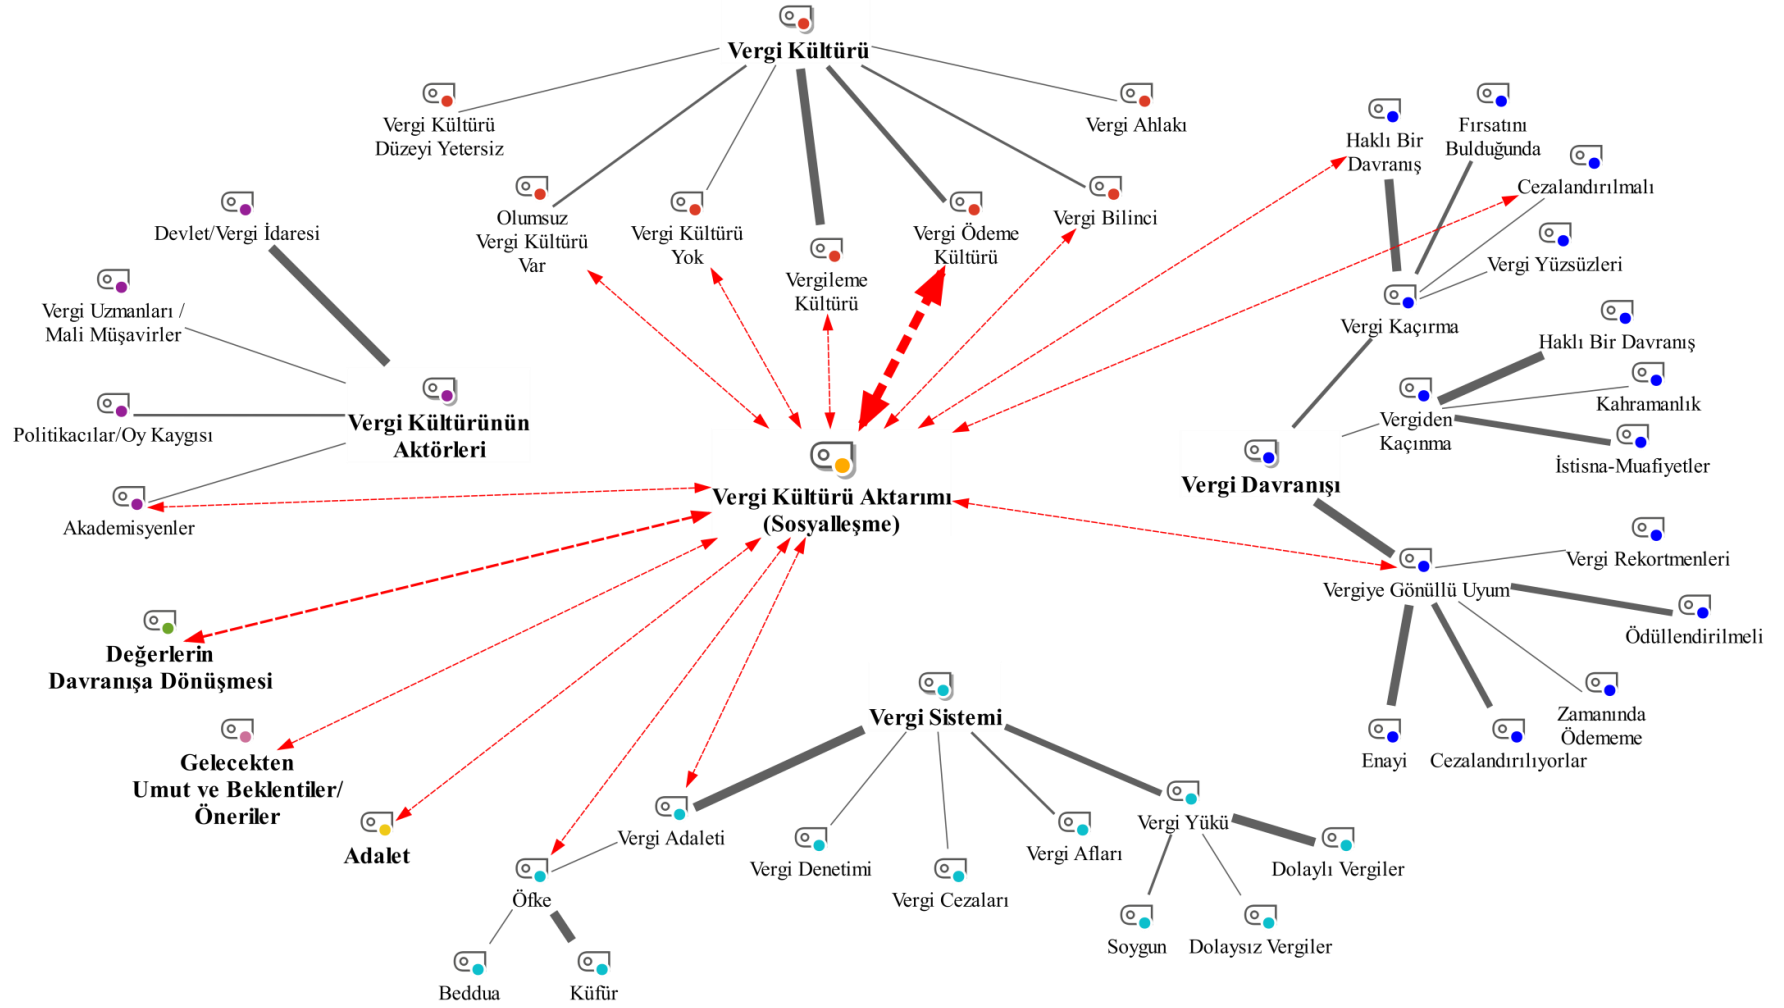 Vergi Kültürü
Vergi Kültürü
Düzeyi Yetersiz
Vergi Ahlakı
Olumsuz
Vergi Kültürü
Var
Vergi Kültürü
Yok
Vergileme
Kültürü
Vergi Ödeme
Kültürü
Vergi Bilinci
Haklı Bir
Davranış
Fırsatını
Bulduğunda
Cezalandırılmalı
Vergi Yüzsüzleri
Vergi Kaçırma
Haklı Bir Davranış
Kahramanlık
Vergiden
Kaçınma
İstisna-Muafiyetler
Vergi Davranışı
Vergi Rekortmenleri
Vergiye Gönüllü Uyum
Ödüllendirilmeli
Zamanında
Ödememe
Enayi
Cezalandırılıyorlar
Devlet/Vergi İdaresi
Vergi Uzmanları /
Mali Müşavirler
Politikacılar/Oy Kaygısı
Vergi Kültürünün
Aktörleri
Akademisyenler
Vergi Kültürü Aktarımı
(Sosyalleşme)
Değerlerin
Davranışa Dönüşmesi
Gelecekten
Umut ve Beklentiler/
Öneriler
Adalet
Vergi Sistemi
Vergi Adaleti
Vergi Denetimi
Vergi Cezaları
Vergi Afları
Vergi Yükü
Dolaylı Vergiler
Öfke
Soygun
Dolaysız Vergiler
Beddua
Küfür